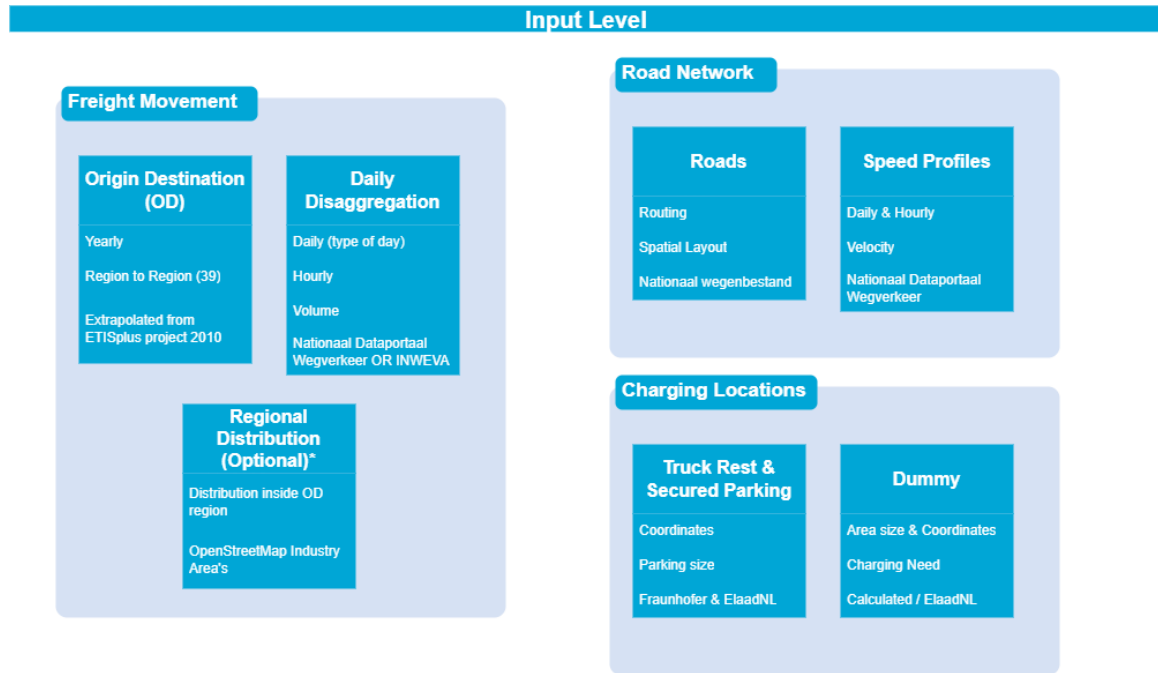 Input Level
Freight Movement
Origin Destination
(OD)
Yearly
Region to Region (39)
Extrapolated from
ETISplus project 2010
Daily
Disaggregation
Daily (type of day)
Hourly
Volume
Nationaal Dataportaal
Wegverkeer OR INWEVA
Regional
Distribution
(Optional)*
Distribution inside OD
region
OpenStreetMap Industry
Area's
Road Network
Roads
Routing
Spatial Layout
Nationaal wegenbestand
Speed Profiles
Daily & Hourly
Velocity
Nationaal Dataportaal
Wegverkeer
Charging Locations
Truck Rest &
Secured Parking
Coordinates
Parking size
Fraunhofer & ElaadNL
Dummy
Area size & Coordinates
Charging Need
Calculated / ElaadNL